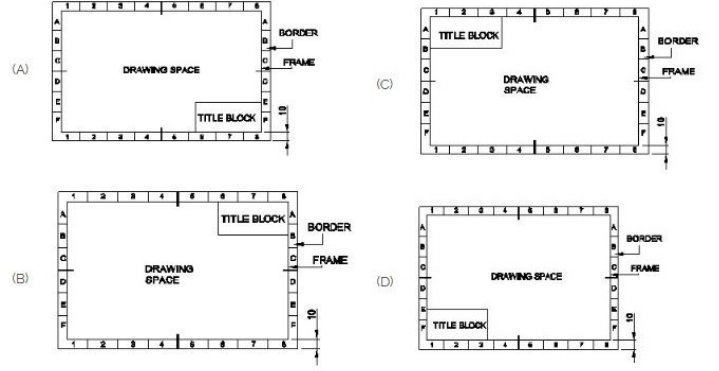 (A)
1 2 3 4 5 6 7 8
A A
B B
C C
D D
E E
F F
1 2 3 4 5 6 7 8
DRAWING SPACE
TITLE BLOCK
BORDER
FRAME
10
(B)
1 2 3 4 5 6 7 8
A A
B B
C C
D D
E E
F F
1 2 3 4 5 6 7 8
TITLE BLOCK
DRAWING
SPACE
BORDER
FRAME
10
(C)
1 2 3 4 5 6 7 8
A A
B B
C C
D D
E E
F F
1 2 3 4 5 6 7 8
TITLE BLOCK
DRAWING
SPACE
BORDER
FRAME
10
(D)
1 2 3 4 5 6 7 8
A A
B B
C C
D D
E E
F F
1 2 3 4 5 6 7 8
DRAWING SPACE
TITLE BLOCK
BORDER
FRAME
10